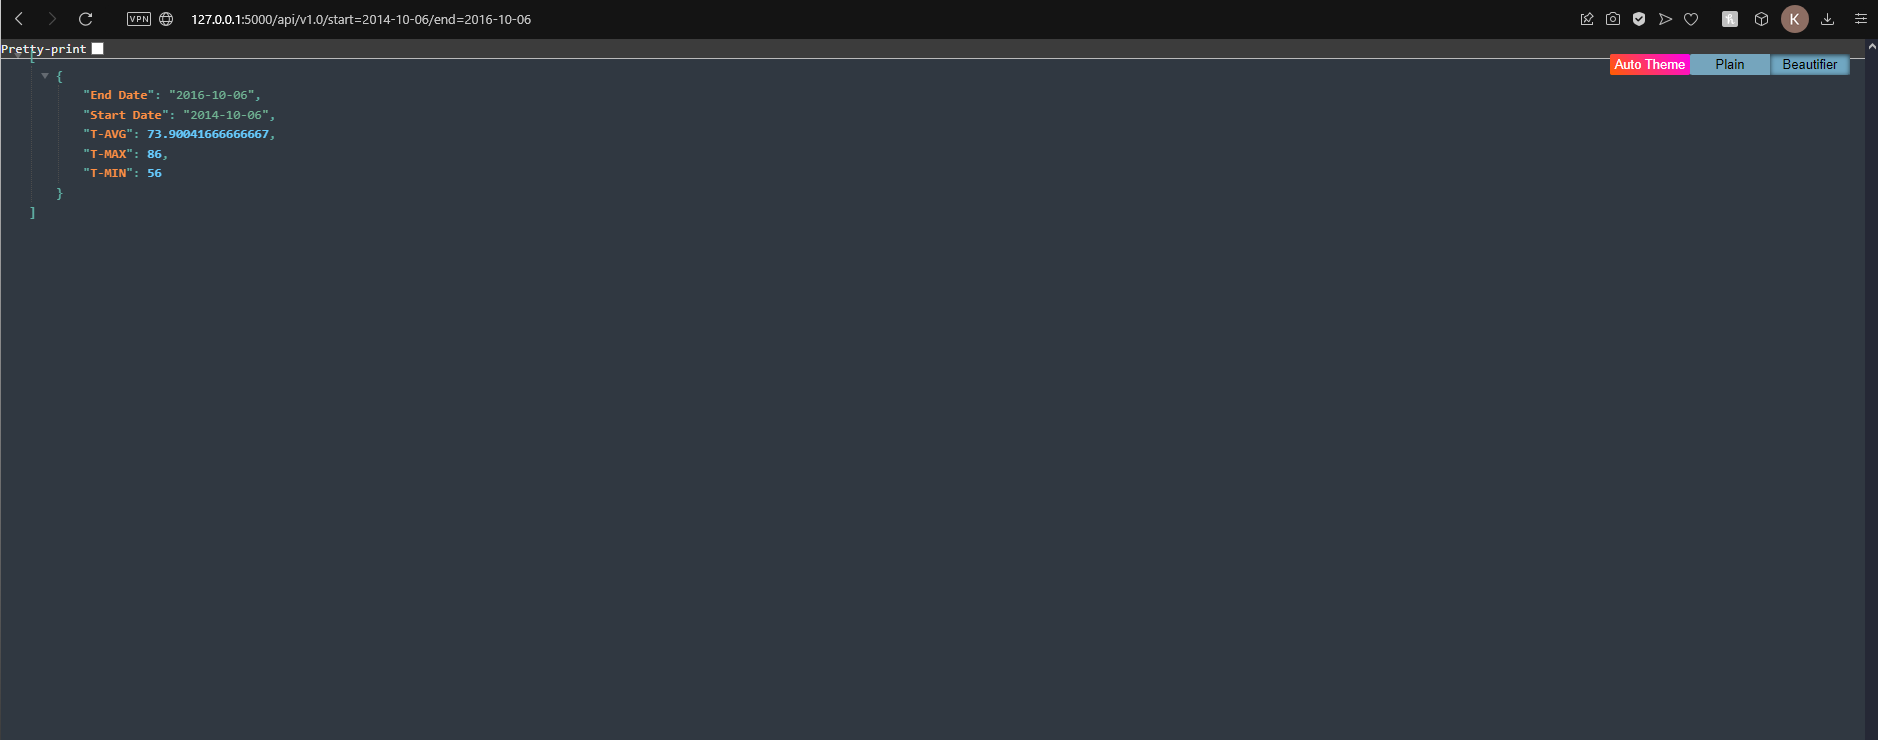 VPN 127.0.0.1:5000/api/v1.0/start=2014-10-06/end=2016-10-06 K
Pretty-print
[
Auto Theme Plain Beautifier
{
"End Date": "2016-10-06",
"Start Date": "2014-10-06",
"T-AVG": 73.90041666666667,
"T-MAX": 86,
"T-MIN": 56
}
]